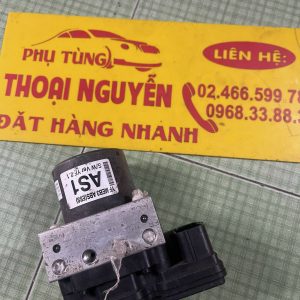 PHỤ TÙNG
THOẠI NGUYỄN
ĐẶT HÀNG NHANH
LIÊN HỆ:
02.466.599.78
0968.33.88.3
AS1